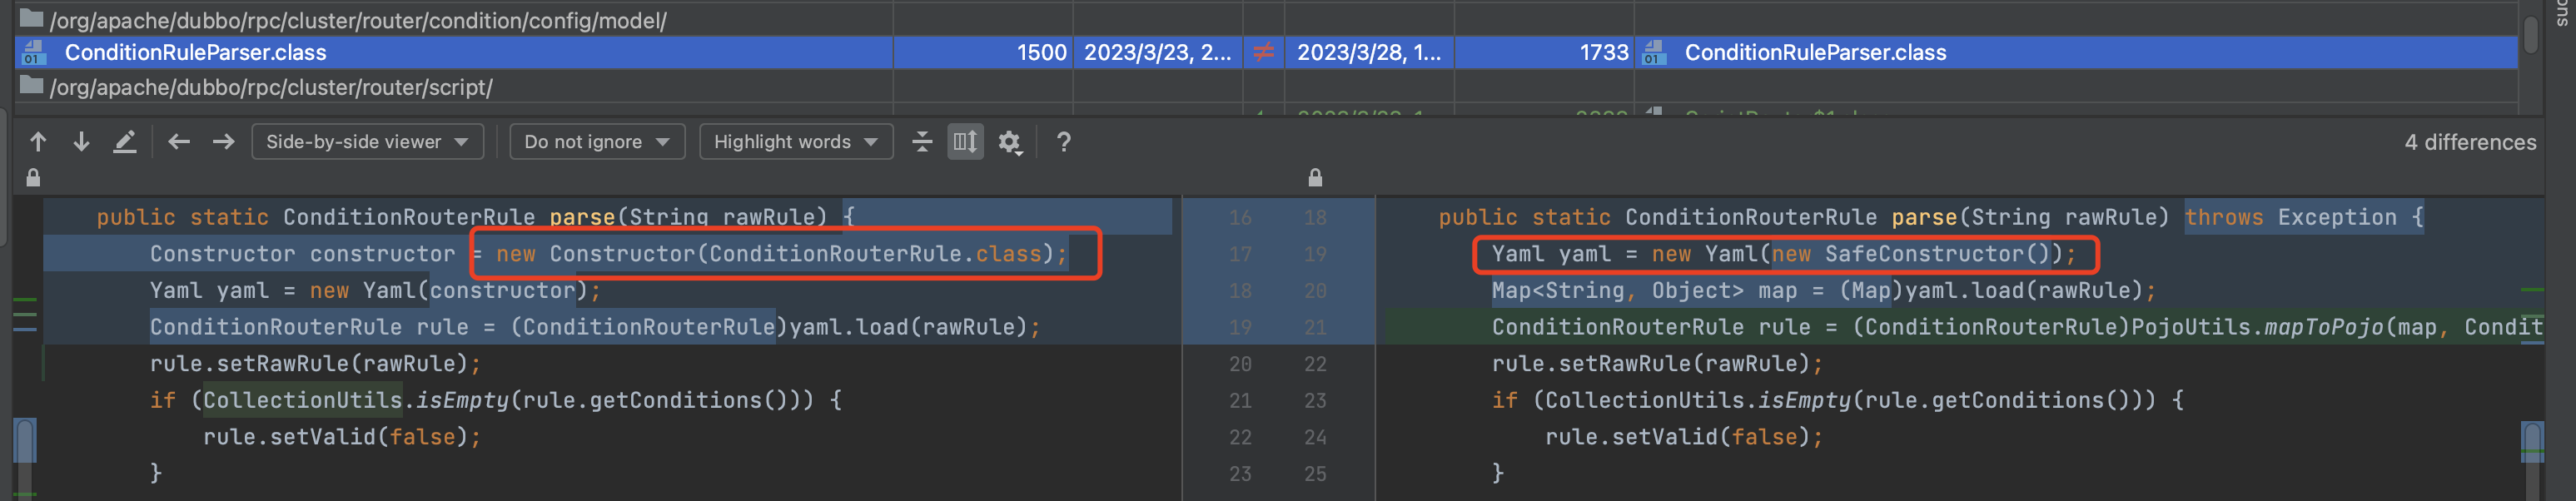 /org/apache/dubbo/rpc/cluster/router/condition/config/model/
01 ConditionRuleParser.class 1500 2023/3/23, 2... ≠ 2023/3/28, 1... 1733 01 ConditionRuleParser.class
/org/apache/dubbo/rpc/cluster/router/script/
Side-by-side viewer Do not ignore Highlight words ? 4 differences
public static ConditionRouterRule parse(String rawRule) { 16 18 public static ConditionRouterRule parse(String rawRule) throws Exception {
Constructor constructor = new Constructor(ConditionRouterRule.class); 17 19 Yaml yaml = new Yaml(new SafeConstructor());
Yaml yaml = new Yaml(constructor); 18 20 Map<String, Object> map = (Map)yaml.load(rawRule);
ConditionRouterRule rule = (ConditionRouterRule)yaml.load(rawRule); 19 21 ConditionRouterRule rule = (ConditionRouterRule)PojoUtils.mapToPojo(map, Condit
rule.setRawRule(rawRule); 20 22 rule.setRawRule(rawRule);
if (CollectionUtils.isEmpty(rule.getConditions())) { 21 23 if (CollectionUtils.isEmpty(rule.getConditions())) {
rule.setValid(false); 22 24 rule.setValid(false);
} 23 25 }